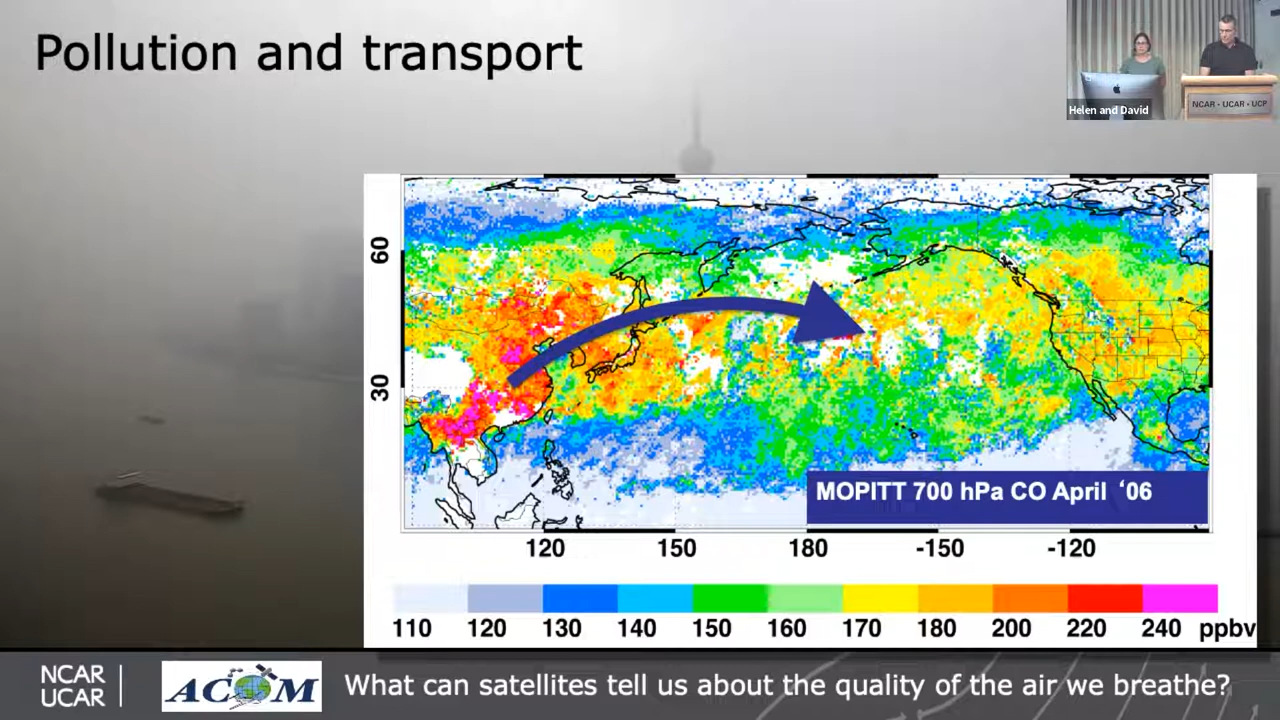 Pollution and transport
NCAR • UCAR • UCP
Helen and David
60
30
MOPITT 700 hPa CO April ‘06
120 150 180 -150 -120
110 120 130 140 150 160 170 180 200 220 240 ppbv
NCAR
UCAR
ACOM
What can satellites tell us about the quality of the air we breathe?